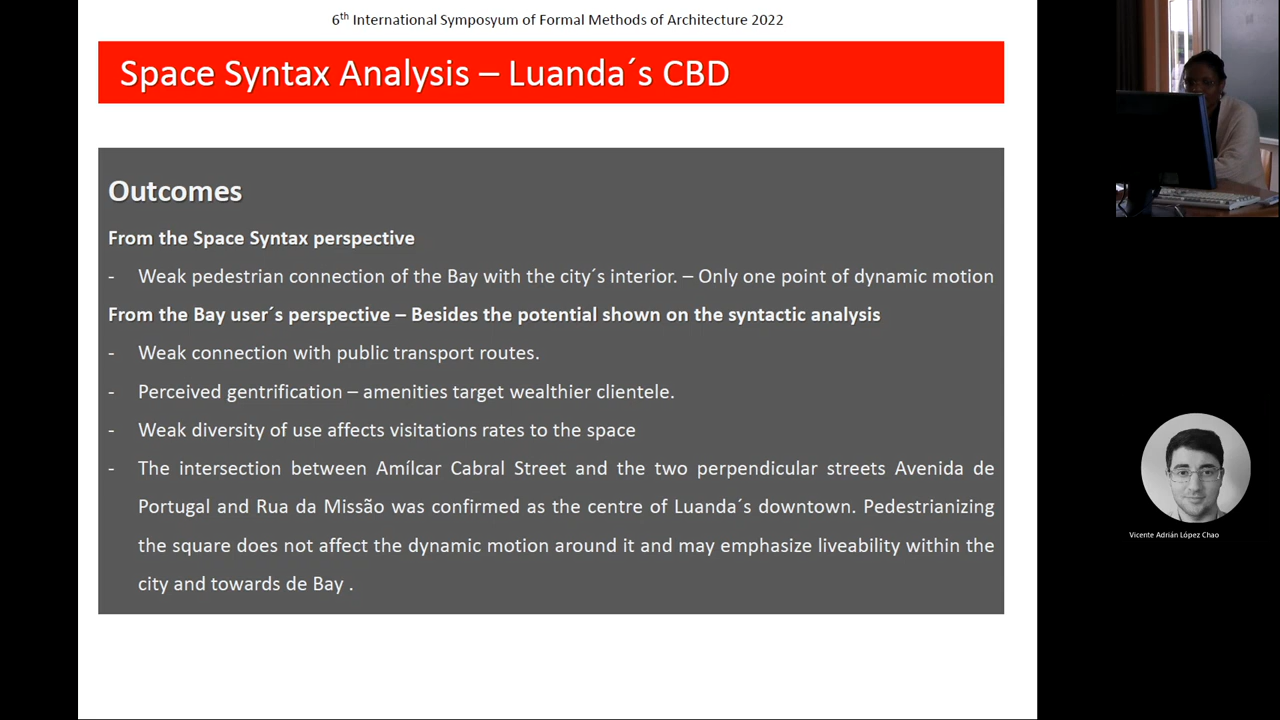 6th International Symposyum of Formal Methods of Architecture 2022
Space Syntax Analysis – Luanda´s CBD
Outcomes
From the Space Syntax perspective
- Weak pedestrian connection of the Bay with the city´s interior. – Only one point of dynamic motion
From the Bay user´s perspective – Besides the potential shown on the syntactic analysis
- Weak connection with public transport routes.
- Perceived gentrification – amenities target wealthier clientele.
- Weak diversity of use affects visitations rates to the space
- The intersection between Amílcar Cabral Street and the two perpendicular streets Avenida de
Portugal and Rua da Missão was confirmed as the centre of Luanda´s downtown. Pedestrianizing
the square does not affect the dynamic motion around it and may emphasize liveability within the
city and towards de Bay .
Vicente Adrián López Chao